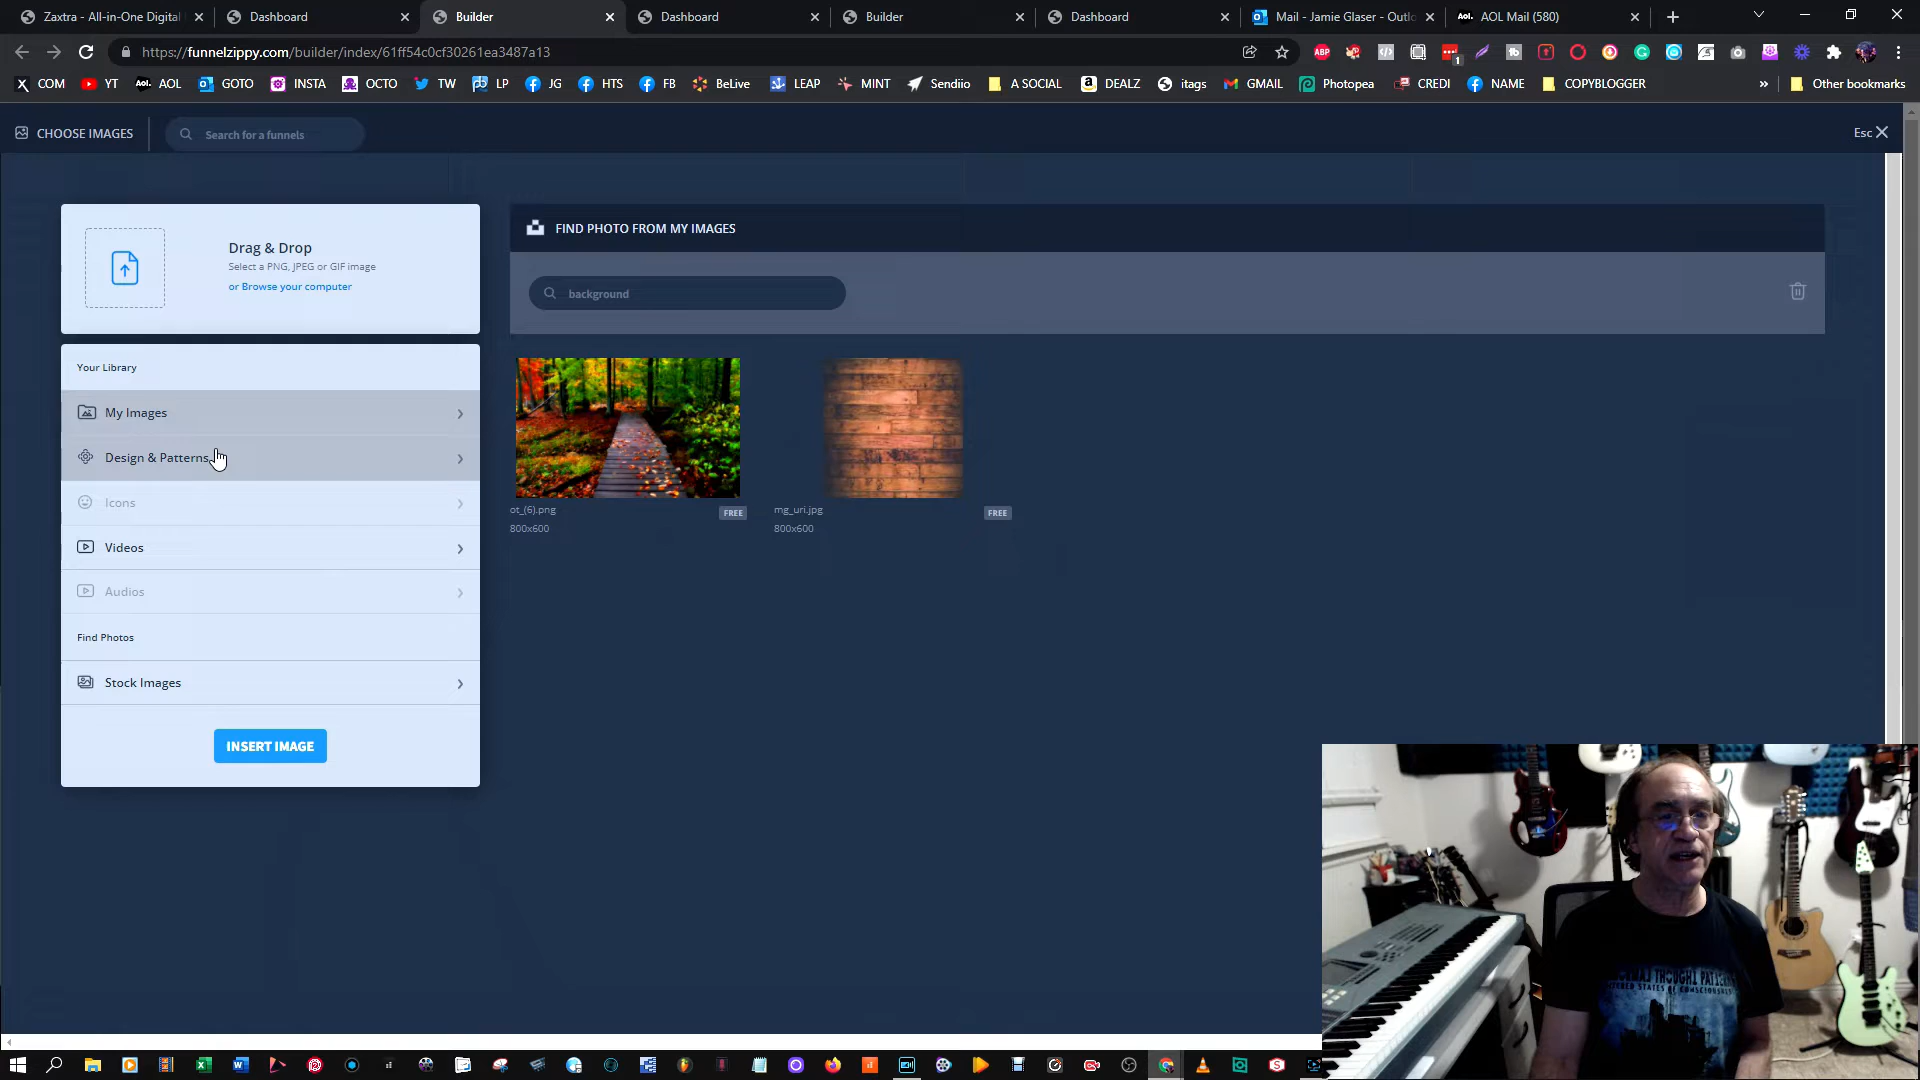 Zaxtra - All-in-One Digital
Dashboard
Builder
Dashboard
Builder
Dashboard
Mail - Jamie Glaser - Outlo
AOL Mail (580)
https://funnelzippy.com/builder/index/61ff54c0cf30261ea3487a13
COM
YT
AOL
GOTO
INSTA
OCTO
TW
LP
JG
HTS
FB
BeLive
LEAP
MINT
Sendiio
A SOCIAL
DEALZ
itags
GMAIL
Photopea
CREDI
NAME
COPYBLOGGER
Other bookmarks
CHOOSE IMAGES
Search for a funnels
Esc
Drag & Drop
Select a PNG, JPEG or GIF image
or Browse your computer
Your Library
My Images
Design & Patterns
Icons
Videos
Audios
Find Photos
Stock Images
INSERT IMAGE
FIND PHOTO FROM MY IMAGES
background
ot_(6).png
FREE
800x600
mg_uri.jpg
FREE
800x600